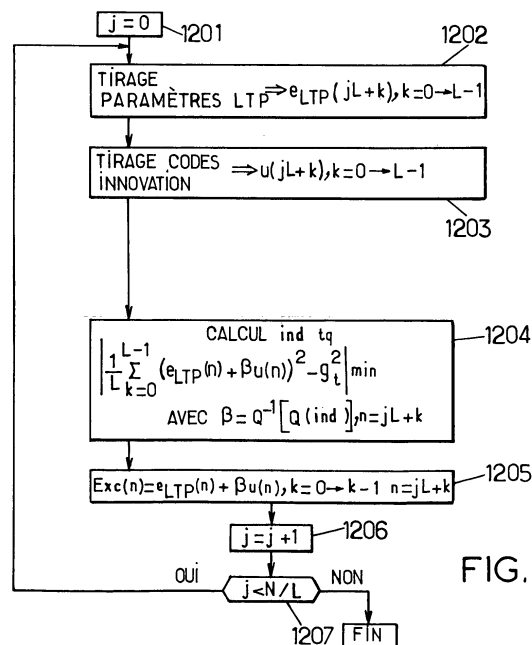 j=0
1201
1202
TIRAGE
PARAMÈTRES LTP ⇒ e_LTP(jL+k), k=0→L-1
TIRAGE CODES
INNOVATION ⇒ u(jL+k), k=0→L-1
1203
CALCUL ind tq
|1/L Σ_{k=0}^{L-1} (e_LTP(n)+βu(n))²-g_t²| min
AVEC β=Q⁻¹[Q(ind)], n=jL+k
1204
Exc(n)=e_LTP(n)+βu(n), k=0→k-1 n=jL+k
1205
j=j+1
1206
OUI
j<N/L
NON
1207
FIN
FIG.